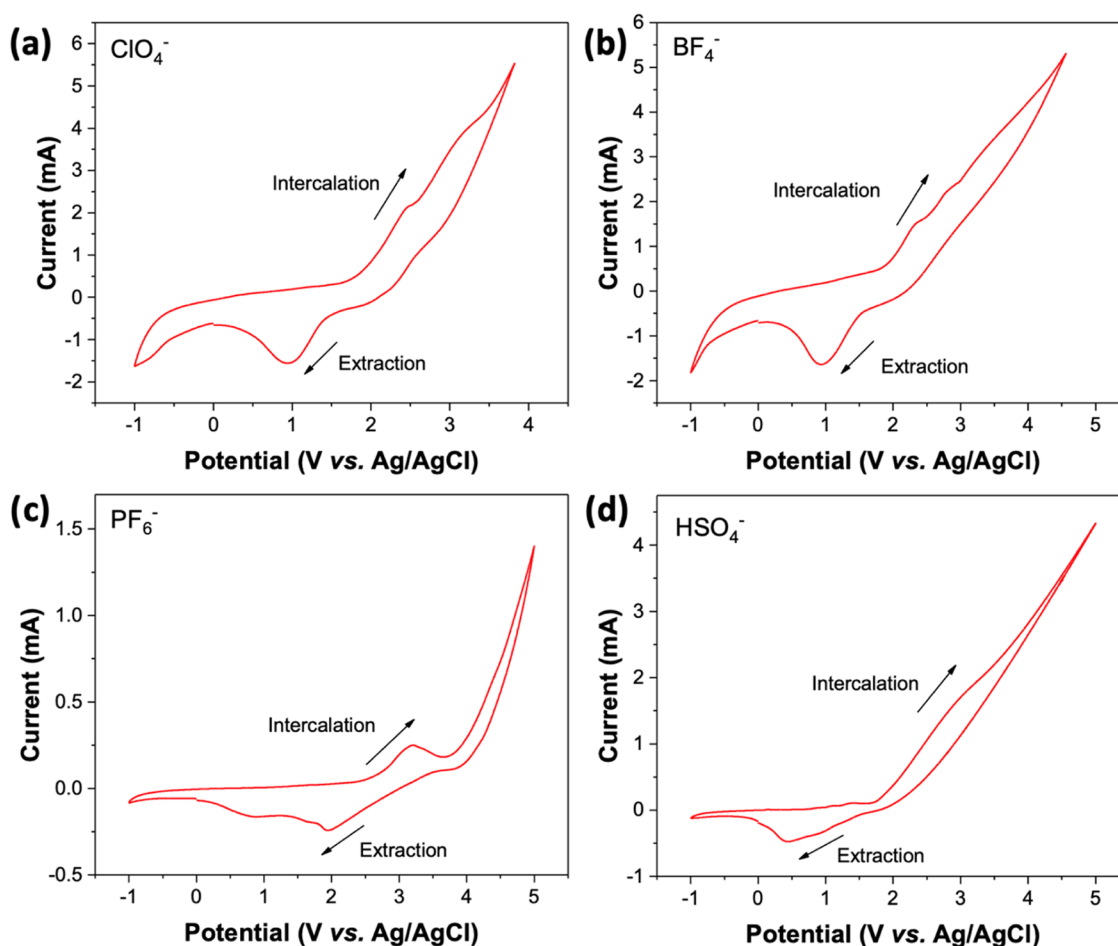 (a)
ClO₄⁻
6
5
4
3
2
1
0
-1
-2
Current (mA)
Intercalation
Extraction
-1 0 1 2 3 4
Potential (V vs. Ag/AgCl)
(b)
BF₄⁻
6
5
4
3
2
1
0
-1
-2
Current (mA)
Intercalation
Extraction
-1 0 1 2 3 4 5
Potential (V vs. Ag/AgCl)
(c)
PF₆⁻
1.5
1.0
0.5
0.0
-0.5
Current (mA)
Intercalation
Extraction
-1 0 1 2 3 4 5
Potential (V vs. Ag/AgCl)
(d)
HSO₄⁻
4
3
2
1
0
-1
Current (mA)
Intercalation
Extraction
-1 0 1 2 3 4 5
Potential (V vs. Ag/AgCl)